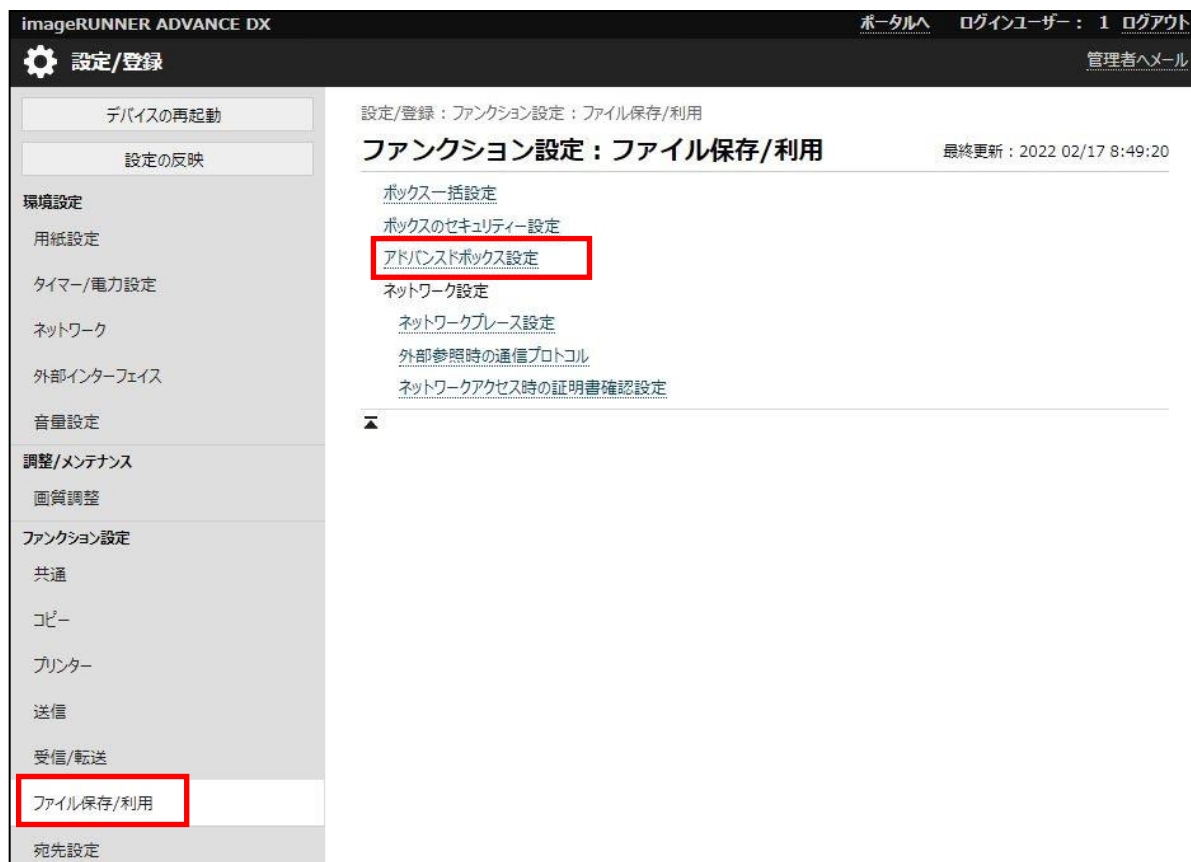 imageRUNNER ADVANCE DX
ポータルへ ログインユーザー： 1 ログアウト
設定/登録
管理者へメール
デバイスの再起動
設定の反映
環境設定
用紙設定
タイマー/電力設定
ネットワーク
外部インターフェイス
音量設定
調整/メンテナンス
画質調整
ファンクション設定
共通
コピー
プリンター
送信
受信/転送
ファイル保存/利用
宛先設定
設定/登録：ファンクション設定：ファイル保存/利用
ファンクション設定：ファイル保存/利用
最終更新：2022 02/17 8:49:20
ボックス一括設定
ボックスのセキュリティー設定
アドバンスドボックス設定
ネットワーク設定
ネットワークプレース設定
外部参照時の通信プロトコル
ネットワークアクセス時の証明書確認設定